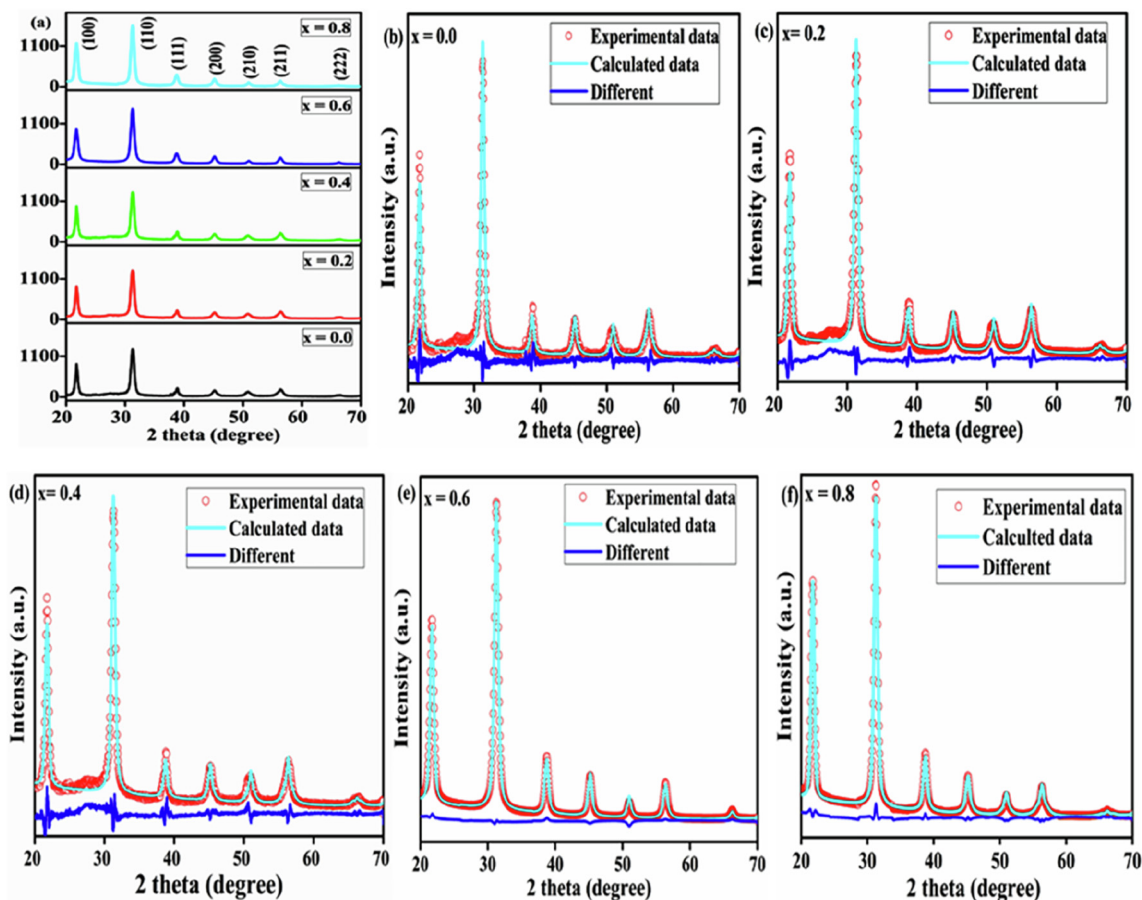 (a)
x = 0.8
1100
0
(100)
(110)
(111)
(200)
(210)
(211)
(222)
x = 0.6
1100
0
x = 0.4
1100
0
x = 0.2
1100
0
x = 0.0
1100
0
20 30 40 50 60 70
2 theta (degree)
(b) x = 0.0
Experimental data
Calculated data
Different
Intensity (a.u.)
20 30 40 50 60 70
2 theta (degree)
(c) x= 0.2
Experimental data
Calculated data
Different
Intensity (a.u.)
20 30 40 50 60 70
2 theta (degree)
(d) x= 0.4
Experimental data
Calculated data
Different
Intensity (a.u.)
20 30 40 50 60 70
2 theta (degree)
(e) x = 0.6
Experimental data
Calculated data
Different
Intensity (a.u.)
20 30 40 50 60 70
2 theta (degree)
(f) x = 0.8
Experimental data
Calculted data
Different
Intensity (a.u.)
20 30 40 50 60 70
2 theta (degree)